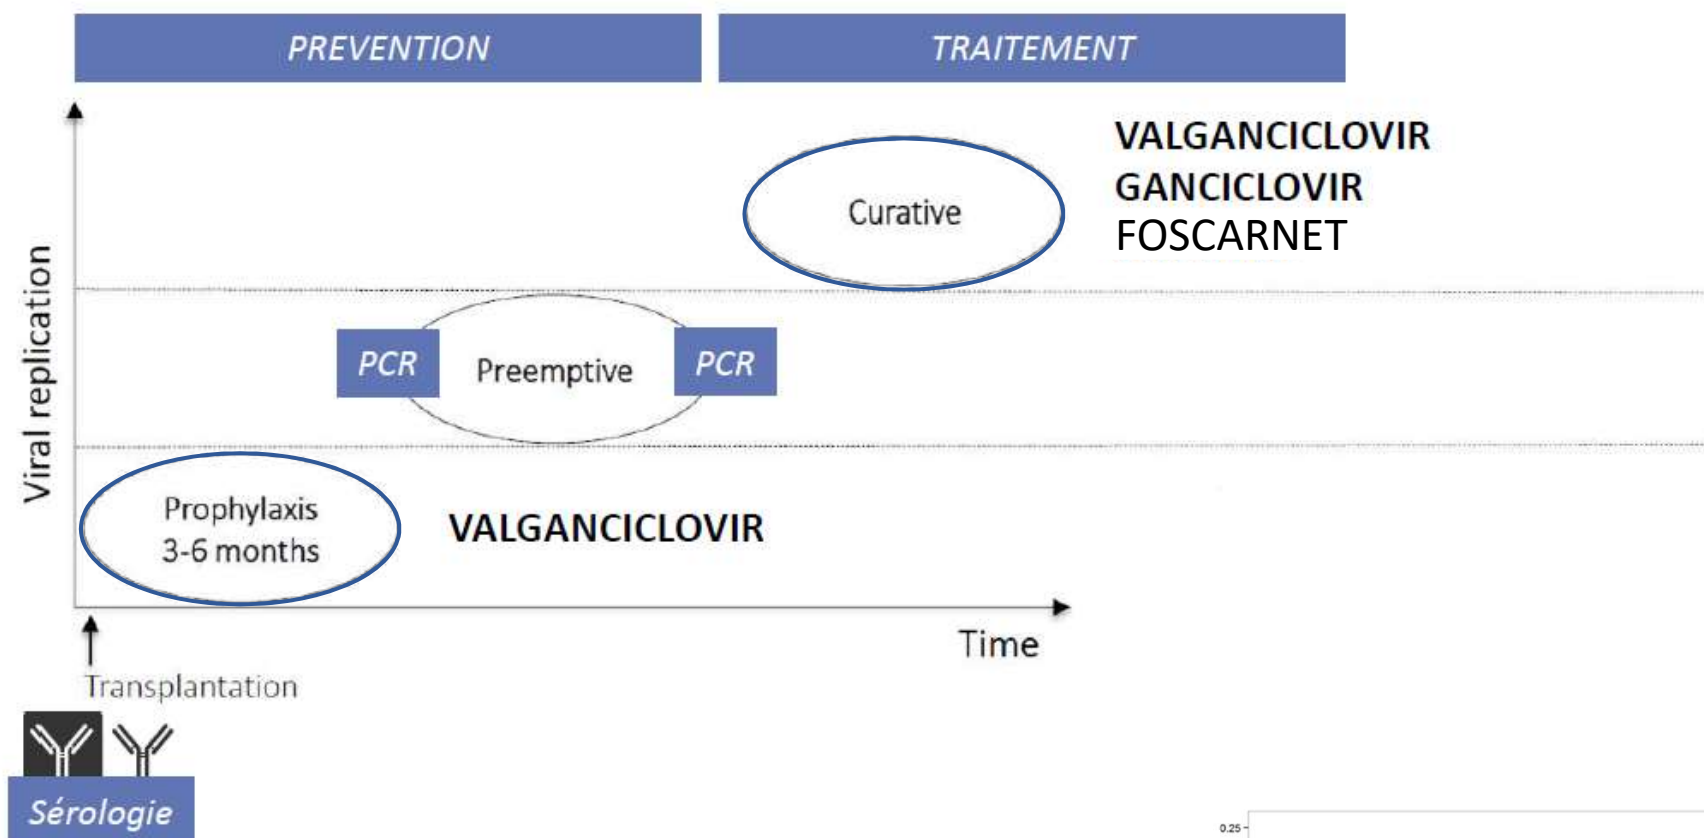 PREVENTION
TRAITEMENT
VALGANCICLOVIR
GANCICLOVIR
FOSCARNET
Curative
Viral replication
PCR
Preemptive
PCR
Prophylaxis
3-6 months
VALGANCICLOVIR
Time
Transplantation
Sérologie
0.25